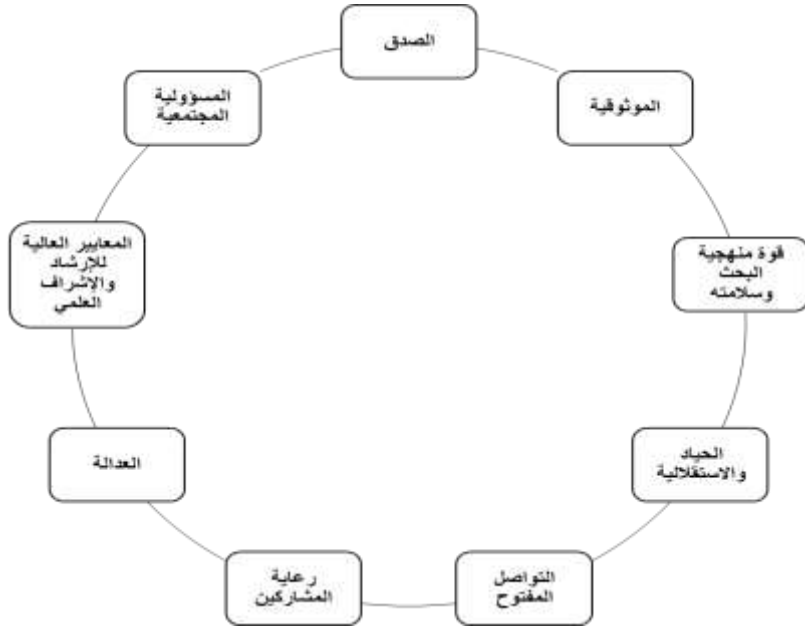 الصدق
الموثوقية
قوة منهجية
البحث
وسلامته
الحياد
والاستقلالية
التواصل
المفتوح
رعاية
المشاركين
العدالة
المعايير العالية
للإرشاد
والإشراف
العلمي
المسؤولية
المجتمعية